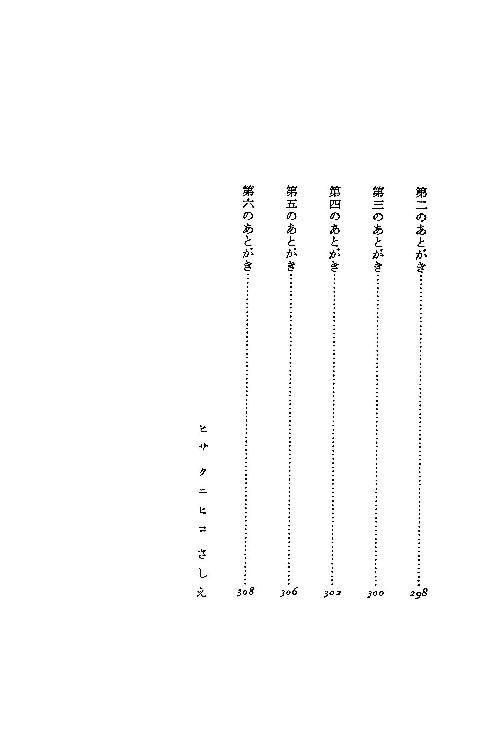 第二のあとがき……………………298
第三のあとがき……………………300
第四のあとがき……………………302
第五のあとがき……………………306
第六のあとがき……………………308
ヒサ クニヒコ さしえ